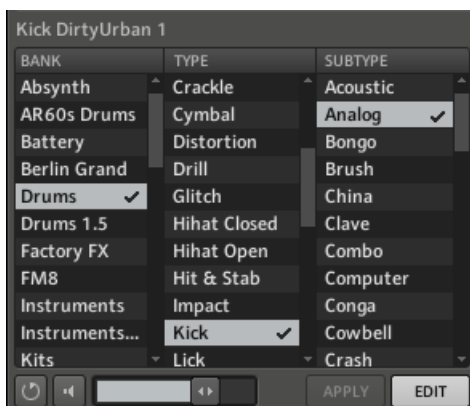 Kick DirtyUrban 1
BANK TYPE SUBTYPE
Absynth Crackle Acoustic
AR60s Drums Cymbal Analog
Battery Distortion Bongo
Berlin Grand Drill Brush
Drums Glitch China
Drums 1.5 Hihat Closed Clave
Factory FX Hihat Open Combo
FM8 Hit & Stab Computer
Instruments Impact Conga
Instruments... Kick Cowbell
Kits Lick Crash
APPLY EDIT